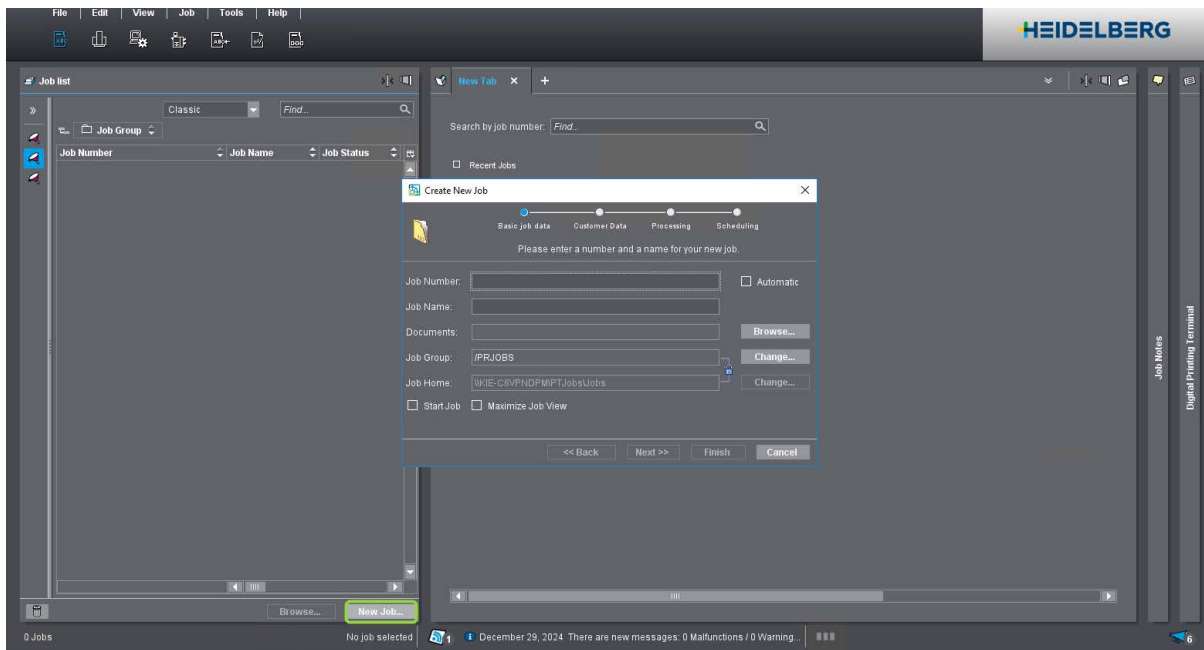 File Edit View Job Tools Help
HEIDELBERG
Job list
New Tab
Classic Find...
Job Group
Search by job number: Find...
Job Number Job Name Job Status
Recent Jobs
Create New Job
Basic job data Customer Data Processing Scheduling
Please enter a number and a name for your new job.
Job Number: Automatic
Job Name:
Documents: Browse...
Job Group: /PRJOBS Change...
Job Home: \\KIE-C6VPNDPM\PTJobs\Jobs Change...
Start Job Maximize Job View
<< Back Next >> Finish Cancel
Job Notes
Digital Printing Terminal
Browse... New Job...
0 Jobs No job selected 1 December 29, 2024 There are new messages: 0 Malfunctions / 0 Warning... 6